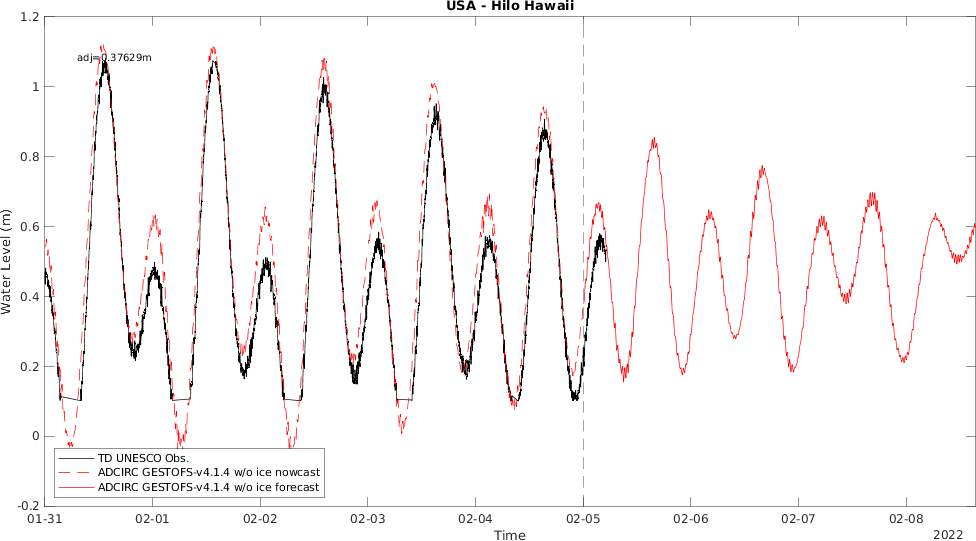 USA - Hilo Hawaii
1.2
adj=0.37629m
1
0.8
0.6
0.4
0.2
0
-0.2
Water Level (m)
TD UNESCO Obs.
ADCIRC GESTOFS-v4.1.4 w/o ice nowcast
ADCIRC GESTOFS-v4.1.4 w/o ice forecast
01-31 02-01 02-02 02-03 02-04 02-05 02-06 02-07 02-08
Time
2022